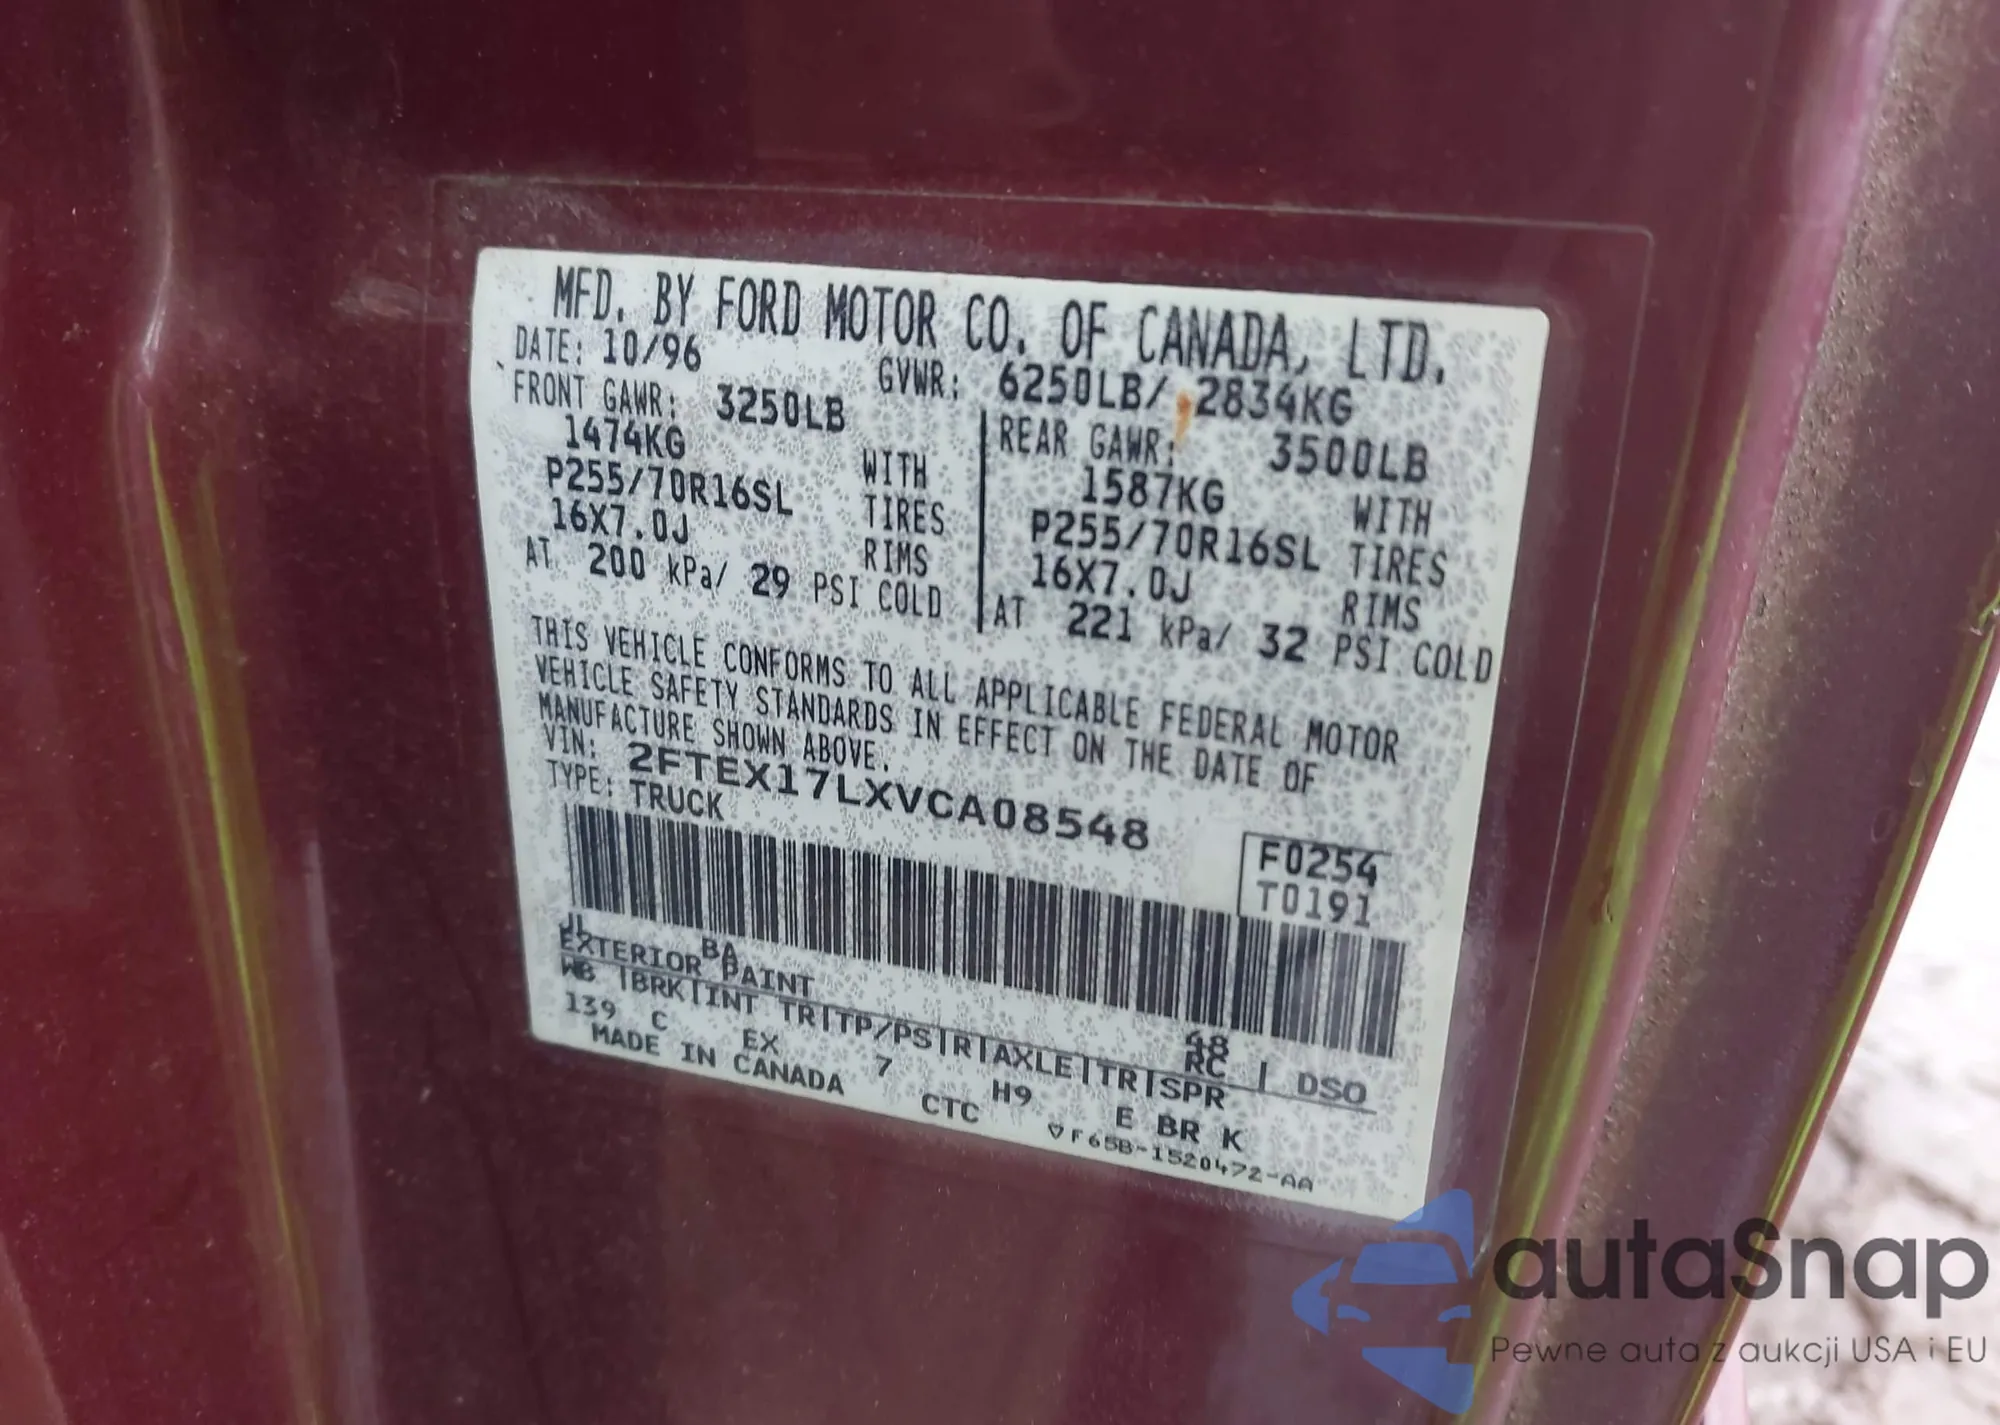 MFD. BY FORD MOTOR CO. OF CANADA, LTD.
DATE: 10/96 GVWR: 6250LB/ 2834KG
FRONT GAWR: 3250LB REAR GAWR: 3500LB
1474KG WITH 1587KG WITH
P255/70R16SL TIRES P255/70R16SL TIRES
16X7.0J RIMS 16X7.0J RIMS
AT 200 kPa/ 29 PSI COLD AT 221 kPa/ 32 PSI COLD
THIS VEHICLE CONFORMS TO ALL APPLICABLE FEDERAL MOTOR
VEHICLE SAFETY STANDARDS IN EFFECT ON THE DATE OF
MANUFACTURE SHOWN ABOVE.
VIN: 2FTEX17LXVCA08548
TYPE: TRUCK
F0254
T0191
JL BA 48
EXTERIOR PAINT RC DSO
WB BRK INT TR TP/PS R AXLE TR SPR
139 C EX 7 H9 E BR K
MADE IN CANADA CTC F65B-1520472-AA
autaSnap
Pewne auta z aukcji USA i EU